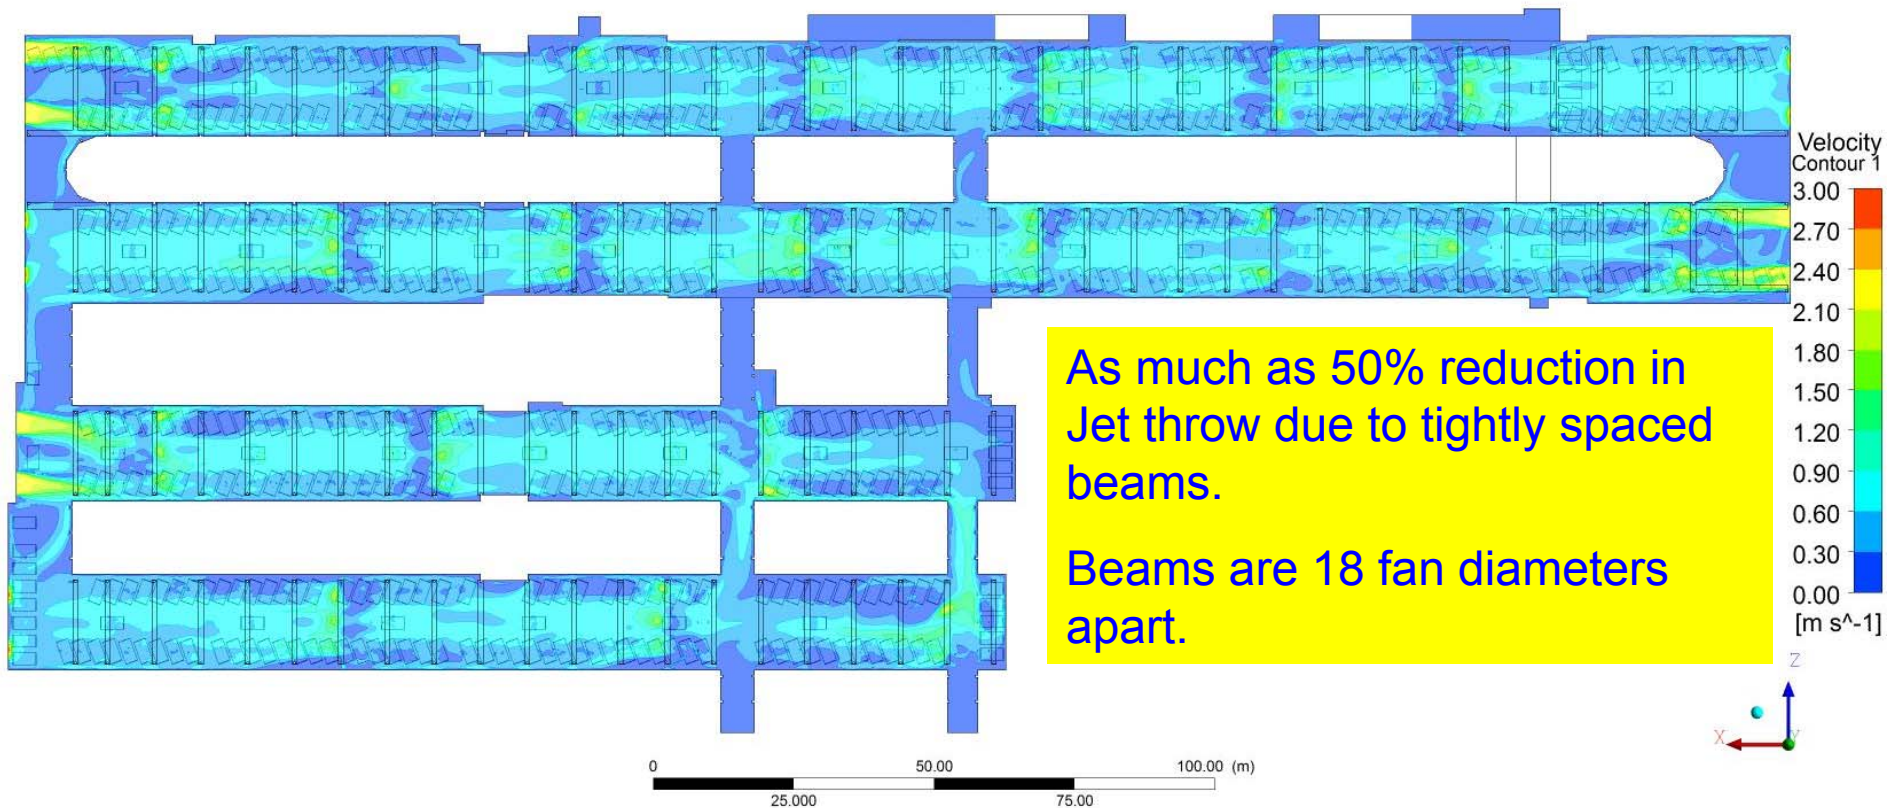 Velocity
Contour 1
3.00
2.70
2.40
2.10
1.80
1.50
1.20
0.90
0.60
0.30
0.00
[m s^-1]
As much as 50% reduction in
Jet throw due to tightly spaced
beams.
Beams are 18 fan diameters
apart.
Z
X
Y
0 50.00 100.00 (m)
25.000 75.00